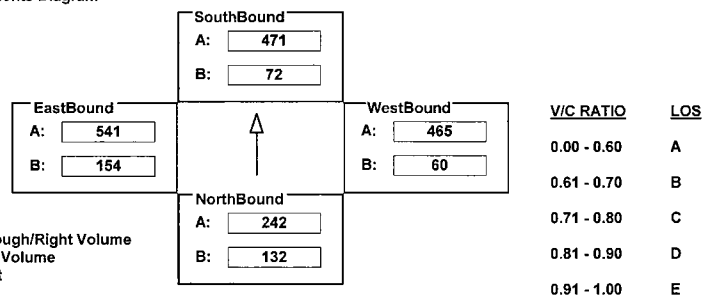 SouthBound
A: 471
B: 72
EastBound
A: 541
B: 154
WestBound
A: 465
B: 60
NorthBound
A: 242
B: 132
Volume
Volume
V/C RATIO LOS
0.00 - 0.60 A
0.61 - 0.70 B
0.71 - 0.80 C
0.81 - 0.90 D
0.91 - 1.00 E